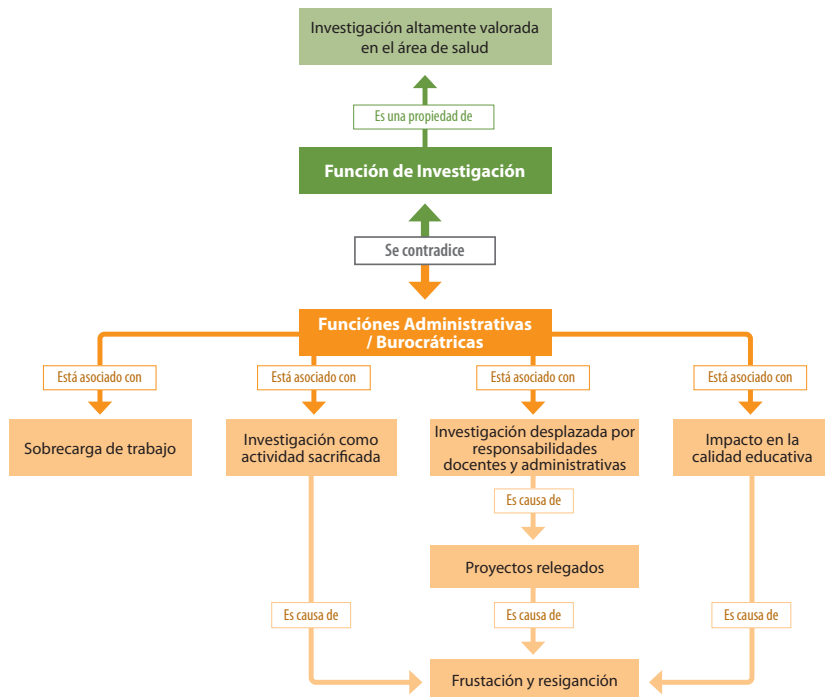 Investigación altamente valorada
en el área de salud
Es una propiedad de
Función de Investigación
Se contradice
Funciónes Administrativas
/ Burocrátricas
Está asociado con
Está asociado con
Está asociado con
Está asociado con
Sobrecarga de trabajo
Investigación como
actividad sacrificada
Investigación desplazada por
responsabilidades
docentes y administrativas
Impacto en la
calidad educativa
Es causa de
Proyectos relegados
Es causa de
Es causa de
Es causa de
Frustación y resigancición